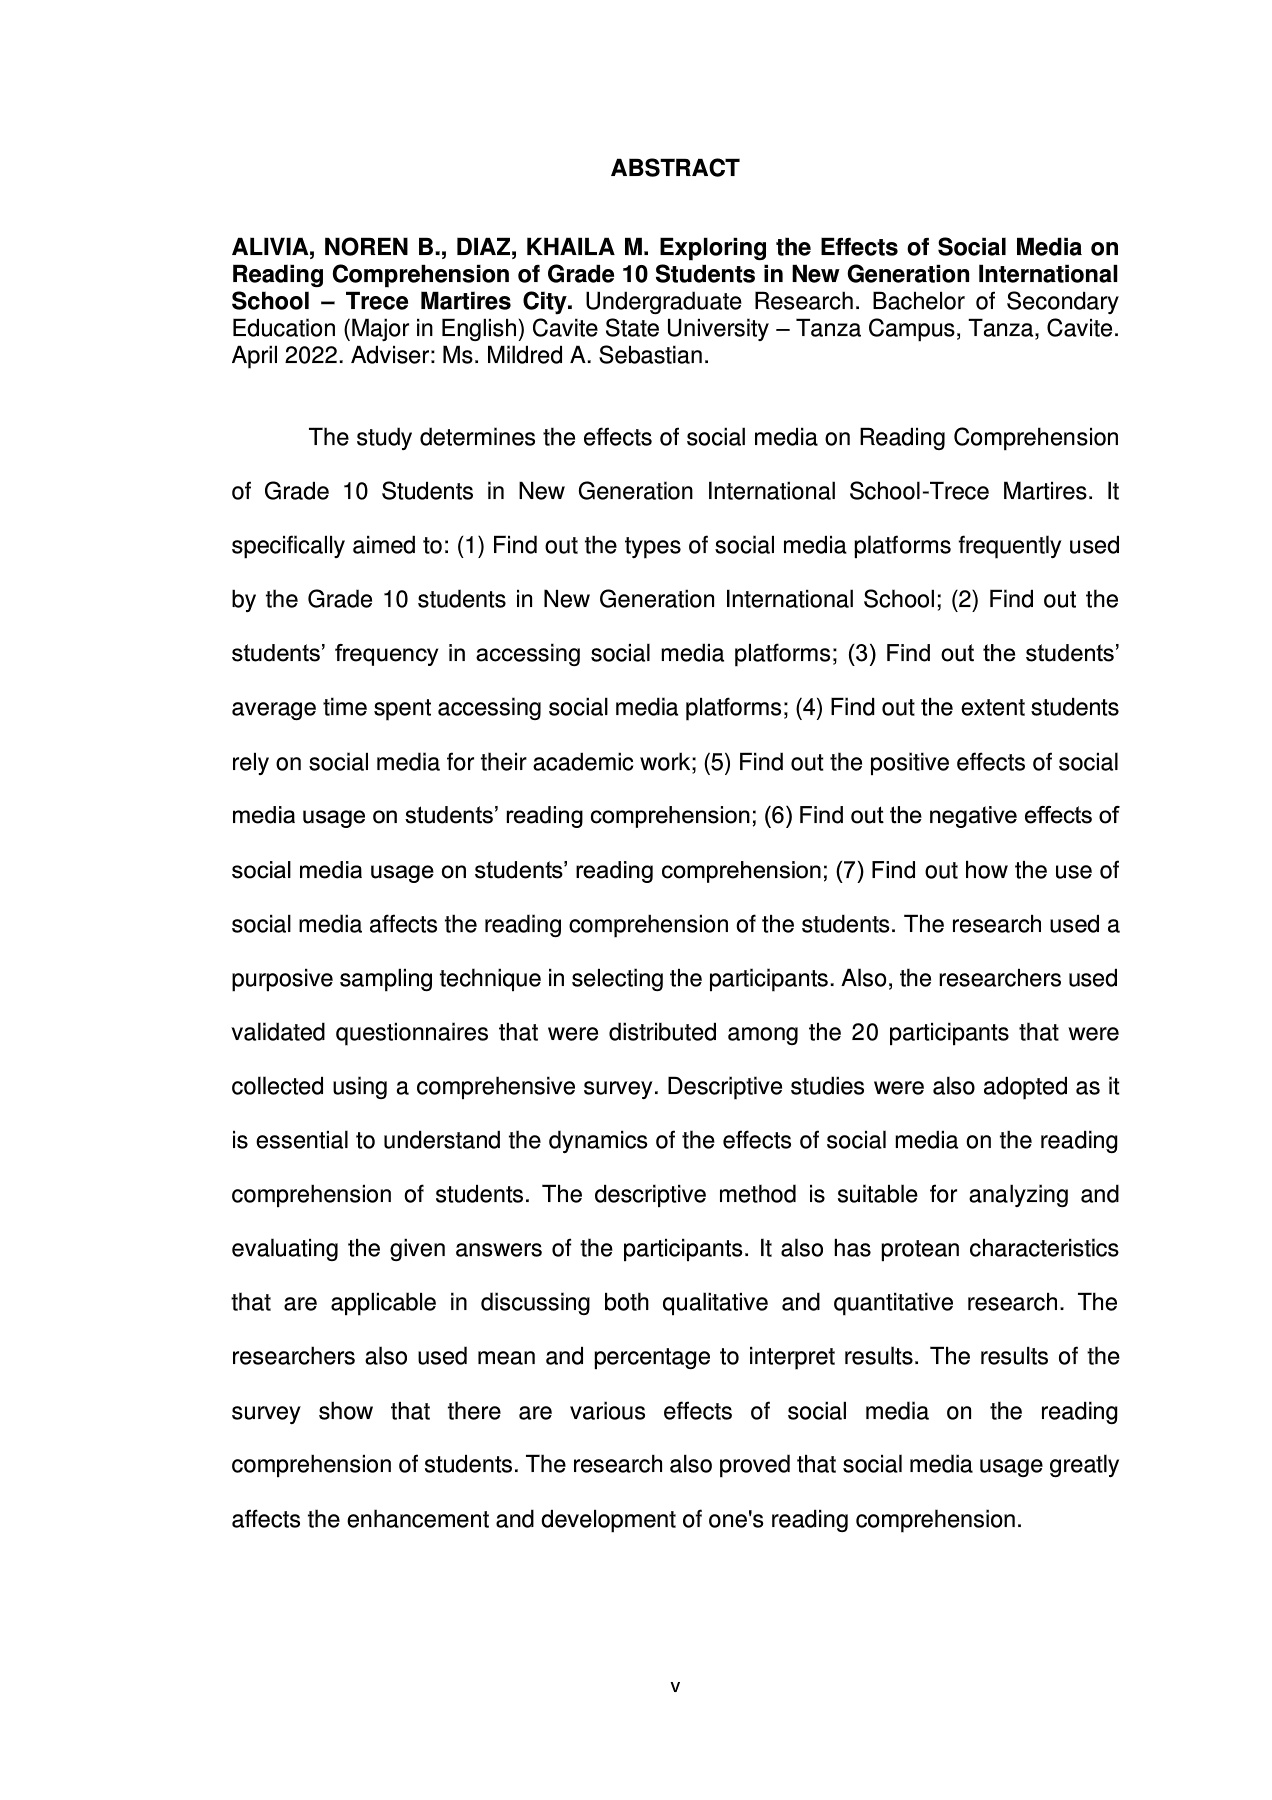 ABSTRACT
ALIVIA, NOREN B., DIAZ, KHAILA M. Exploring the Effects of Social Media on
Reading Comprehension of Grade 10 Students in New Generation International
School – Trece Martires City. Undergraduate Research. Bachelor of Secondary
Education (Major in English) Cavite State University – Tanza Campus, Tanza, Cavite.
April 2022. Adviser: Ms. Mildred A. Sebastian.
The study determines the effects of social media on Reading Comprehension
of Grade 10 Students in New Generation International School-Trece Martires. It
specifically aimed to: (1) Find out the types of social media platforms frequently used
by the Grade 10 students in New Generation International School; (2) Find out the
students’ frequency in accessing social media platforms; (3) Find out the students’
average time spent accessing social media platforms; (4) Find out the extent students
rely on social media for their academic work; (5) Find out the positive effects of social
media usage on students’ reading comprehension; (6) Find out the negative effects of
social media usage on students’ reading comprehension; (7) Find out how the use of
social media affects the reading comprehension of the students. The research used a
purposive sampling technique in selecting the participants. Also, the researchers used
validated questionnaires that were distributed among the 20 participants that were
collected using a comprehensive survey. Descriptive studies were also adopted as it
is essential to understand the dynamics of the effects of social media on the reading
comprehension of students. The descriptive method is suitable for analyzing and
evaluating the given answers of the participants. It also has protean characteristics
that are applicable in discussing both qualitative and quantitative research. The
researchers also used mean and percentage to interpret results. The results of the
survey show that there are various effects of social media on the reading
comprehension of students. The research also proved that social media usage greatly
affects the enhancement and development of one's reading comprehension.
v